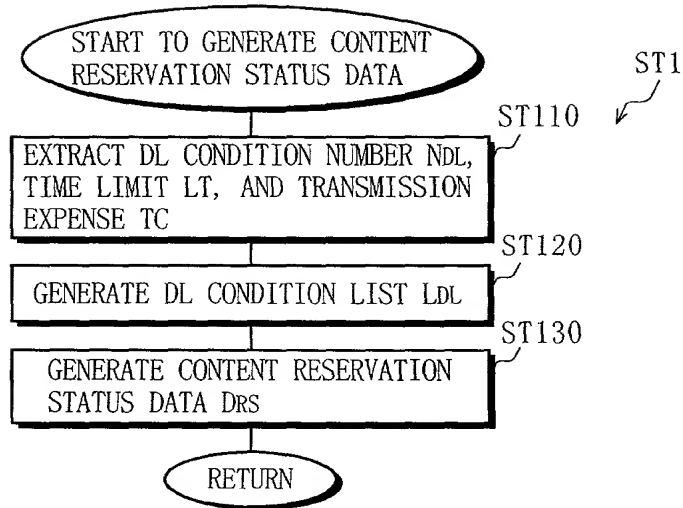 START TO GENERATE CONTENT
RESERVATION STATUS DATA
ST1
ST110
EXTRACT DL CONDITION NUMBER NDL,
TIME LIMIT LT, AND TRANSMISSION
EXPENSE TC
ST120
GENERATE DL CONDITION LIST LDL
ST130
GENERATE CONTENT RESERVATION
STATUS DATA DRS
RETURN